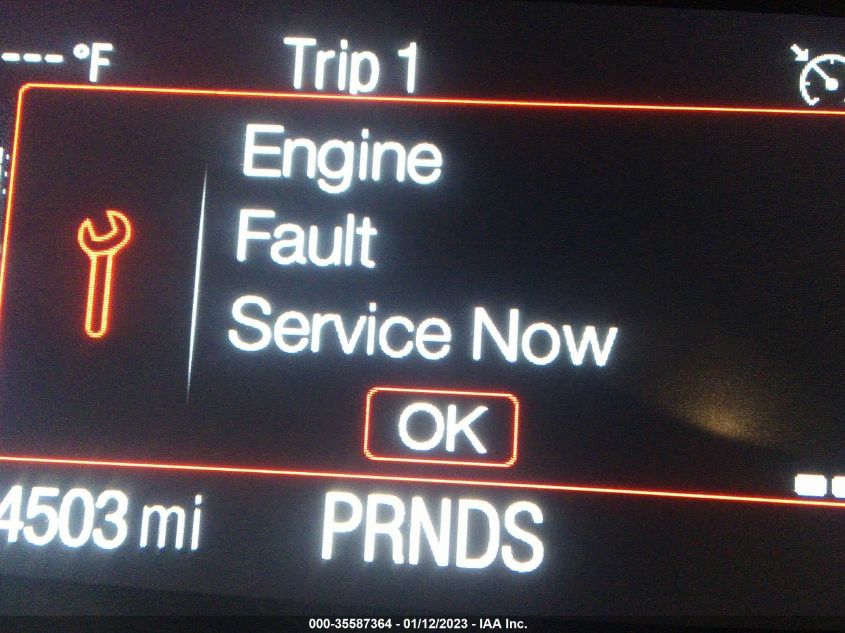 ---°F
Trip 1
Engine
Fault
Service Now
OK
4503 mi
PRNDS
000-35587364 - 01/12/2023 - IAA Inc.